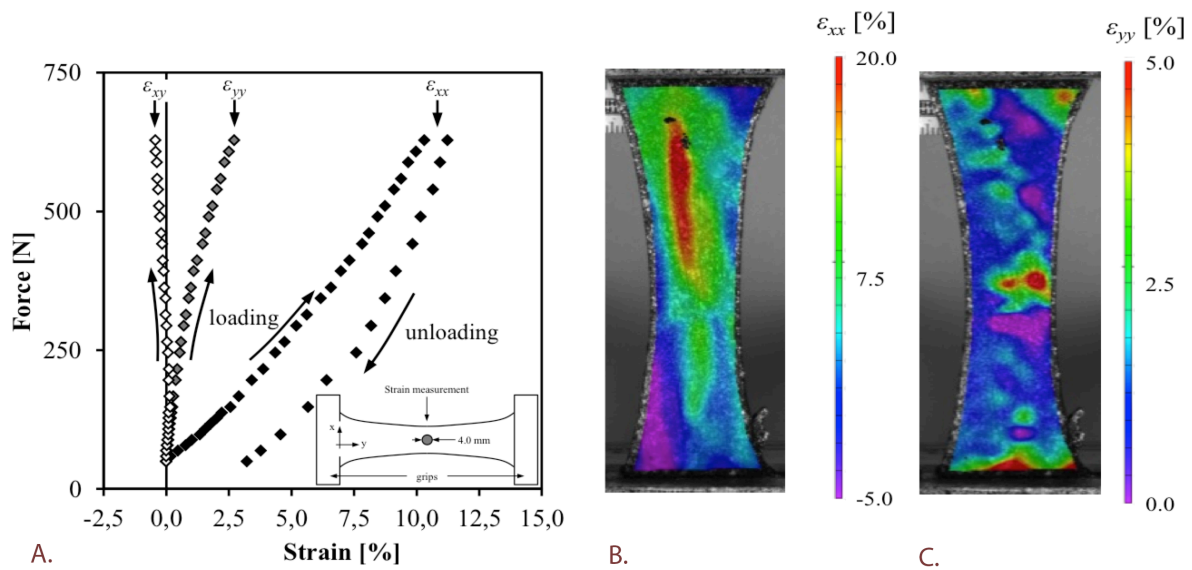 750
500
250
0
Force [N]
-2,5 0,0 2,5 5,0 7,5 10,0 12,5 15,0
Strain [%]
εxy
εyy
εxx
loading
unloading
Strain measurement
x
y
4.0 mm
grips
A.
εxx [%]
20.0
7.5
-5.0
B.
εyy [%]
5.0
2.5
0.0
C.